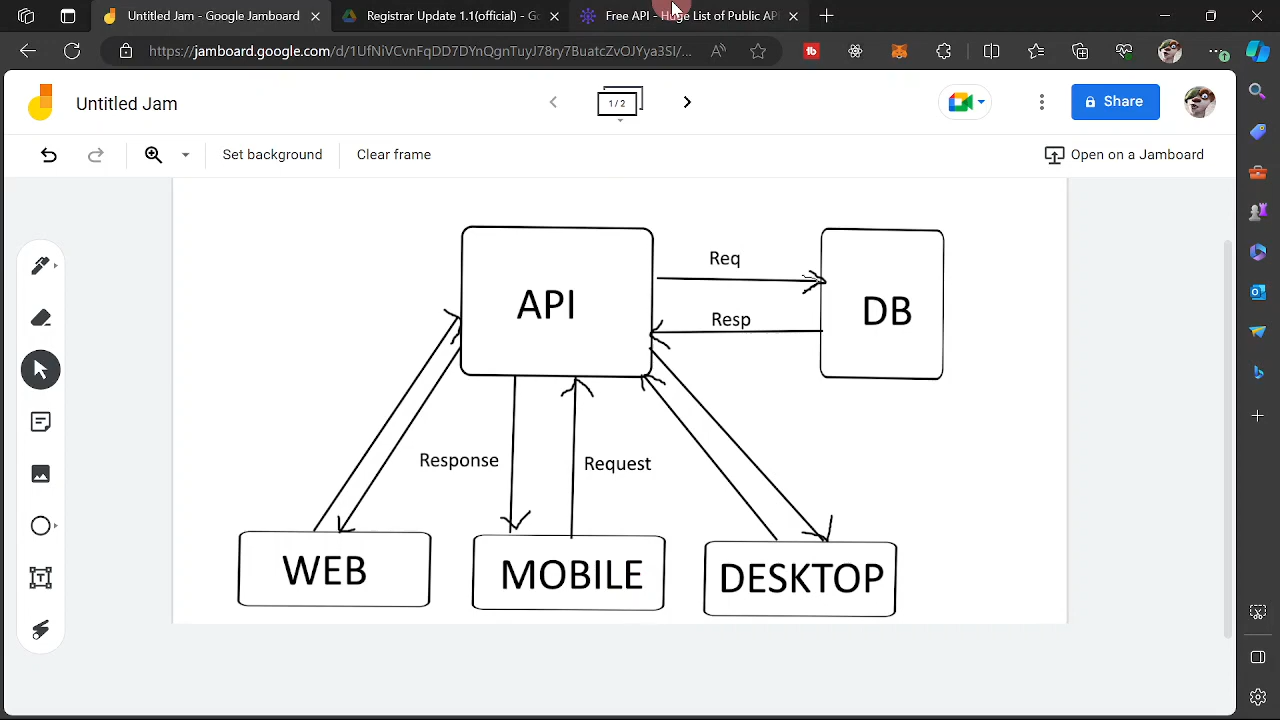 Untitled Jam - Google Jamboard
Registrar Update 1.1(official) - Go
Free API - Huge List of Public API
https://jamboard.google.com/d/1UfNiVCvnFqDD7DYnQgnTuyJ78ry7BuatcZvOJYya3SI/...
Untitled Jam
1 / 2
Share
Set background
Clear frame
Open on a Jamboard
API
Req
Resp
DB
Response
Request
WEB
MOBILE
DESKTOP